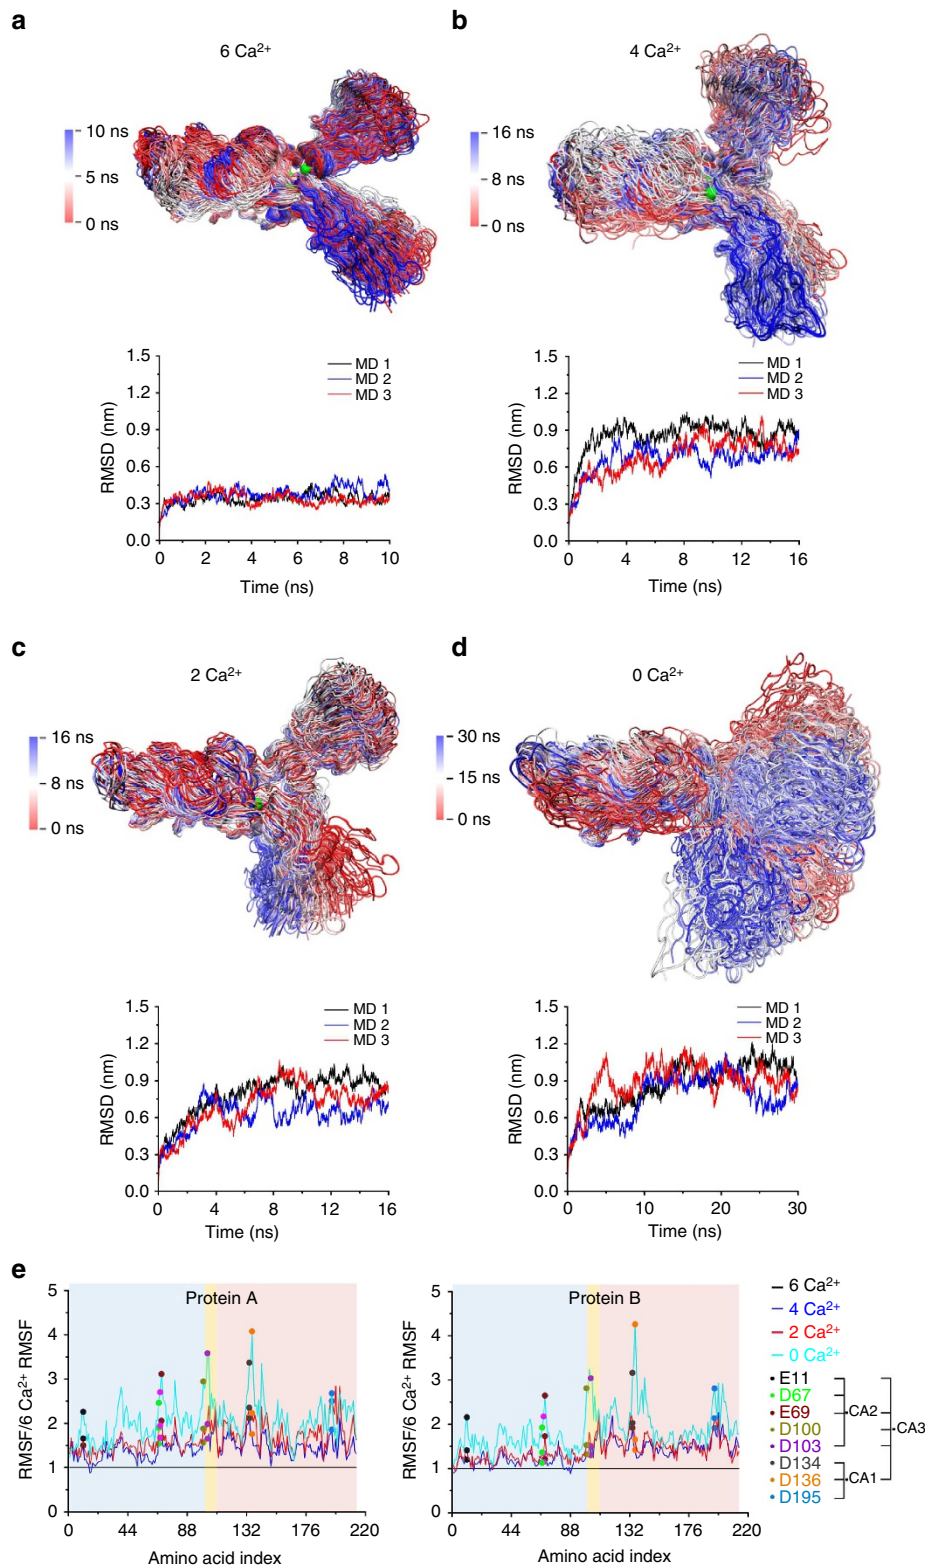 a
6 Ca²⁺
10 ns
5 ns
0 ns
1.5
1.2
0.9
0.6
0.3
0.0
RMSD (nm)
MD 1
MD 2
MD 3
0 2 4 6 8 10
Time (ns)
b
4 Ca²⁺
16 ns
8 ns
0 ns
1.5
1.2
0.9
0.6
0.3
0.0
RMSD (nm)
MD 1
MD 2
MD 3
0 4 8 12 16
Time (ns)
c
2 Ca²⁺
16 ns
8 ns
0 ns
1.5
1.2
0.9
0.6
0.3
0.0
RMSD (nm)
MD 1
MD 2
MD 3
0 4 8 12 16
Time (ns)
d
0 Ca²⁺
30 ns
15 ns
0 ns
1.5
1.2
0.9
0.6
0.3
0.0
RMSD (nm)
MD 1
MD 2
MD 3
0 10 20 30
Time (ns)
e
Protein A
5
4
3
2
1
0
RMSF/6 Ca²⁺ RMSF
0 44 88 132 176 220
Amino acid index
Protein B
5
4
3
2
1
0
RMSF/6 Ca²⁺ RMSF
0 44 88 132 176 220
Amino acid index
6 Ca²⁺
4 Ca²⁺
2 Ca²⁺
0 Ca²⁺
E11
D67
E69
D100
D103
D134
D136
D195
CA2
CA3
CA1